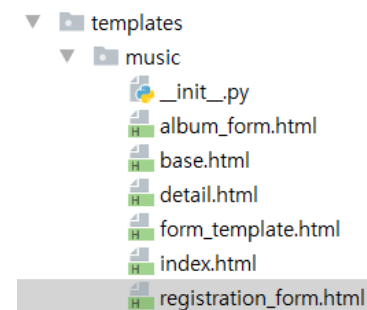 templates
music
__init__.py
album_form.html
base.html
detail.html
form_template.html
index.html
registration_form.html